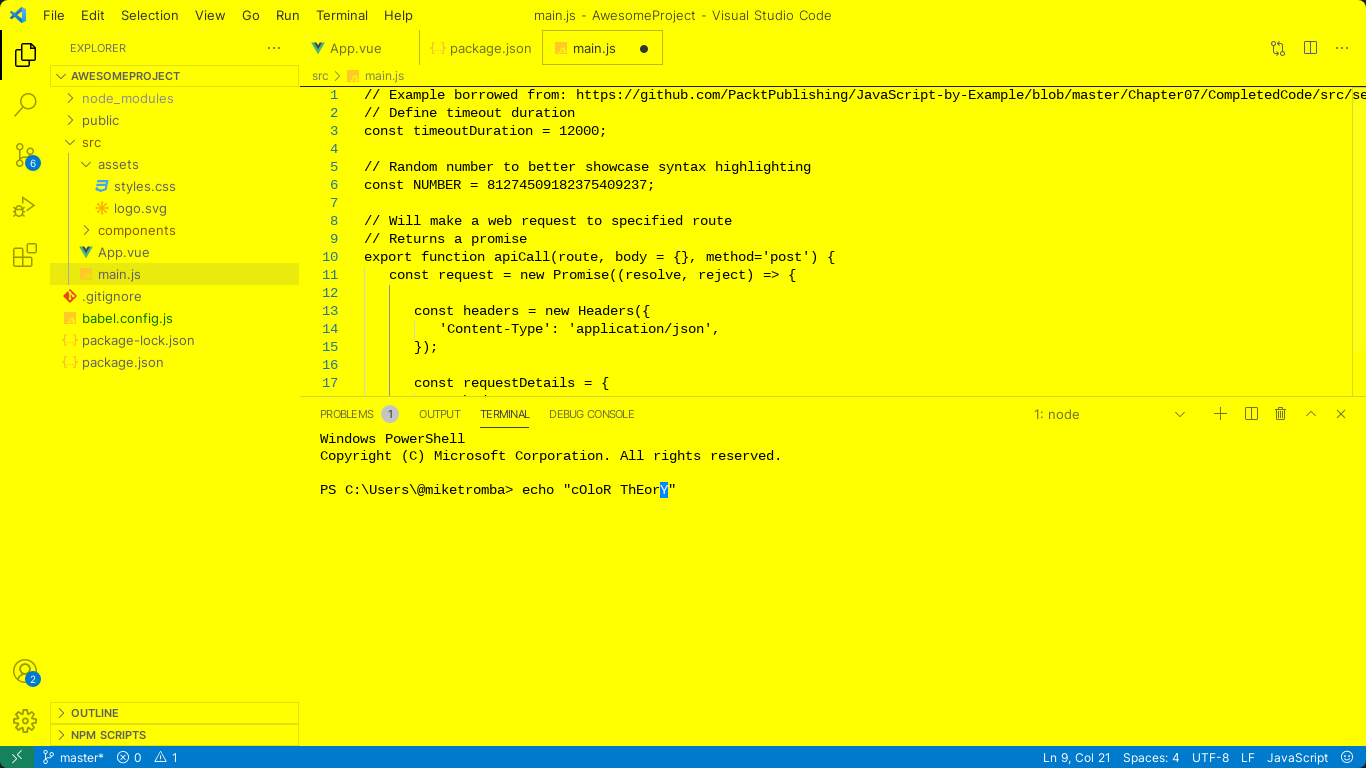 File Edit Selection View Go Run Terminal Help main.js - AwesomeProject - Visual Studio Code
EXPLORER
AWESOMEPROJECT
node_modules
public
src
assets
styles.css
logo.svg
components
App.vue
main.js
.gitignore
babel.config.js
package-lock.json
package.json
OUTLINE
NPM SCRIPTS
6
2
App.vue package.json main.js
src main.js
1 // Example borrowed from: https://github.com/PacktPublishing/JavaScript-by-Example/blob/master/Chapter07/CompletedCode/src/se
2 // Define timeout duration
3 const timeoutDuration = 12000;
4
5 // Random number to better showcase syntax highlighting
6 const NUMBER = 81274509182375409237;
7
8 // Will make a web request to specified route
9 // Returns a promise
10 export function apiCall(route, body = {}, method='post') {
11 const request = new Promise((resolve, reject) => {
12
13 const headers = new Headers({
14 'Content-Type': 'application/json',
15 });
16
17 const requestDetails = {
PROBLEMS 1 OUTPUT TERMINAL DEBUG CONSOLE 1: node
Windows PowerShell
Copyright (C) Microsoft Corporation. All rights reserved.
PS C:\Users\@miketromba> echo "cOloR ThEorY"
master* 0 1 Ln 9, Col 21 Spaces: 4 UTF-8 LF JavaScript